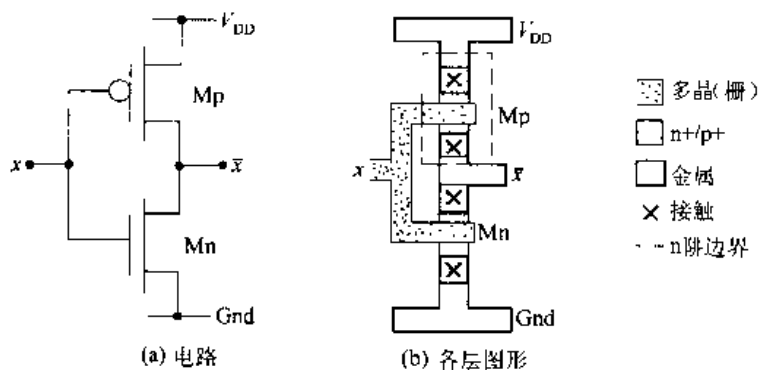 V_DD
Mp
x
x̄
Mn
Gnd
(a) 电路
V_DD
Mp
x
x̄
Mn
Gnd
(b) 各层图形
多晶(栅)
n+/p+
金属
接触
n阱边界